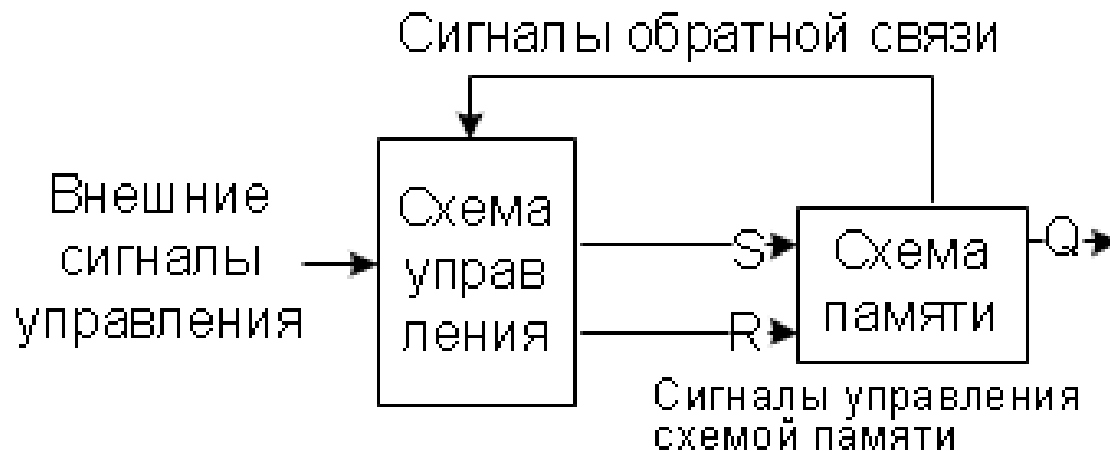 Сигналы обратной связи
Внешние
сигналы
управления
Схема
управ
ления
S
R
Схема
памяти
Q
Сигналы управления
схемой памяти